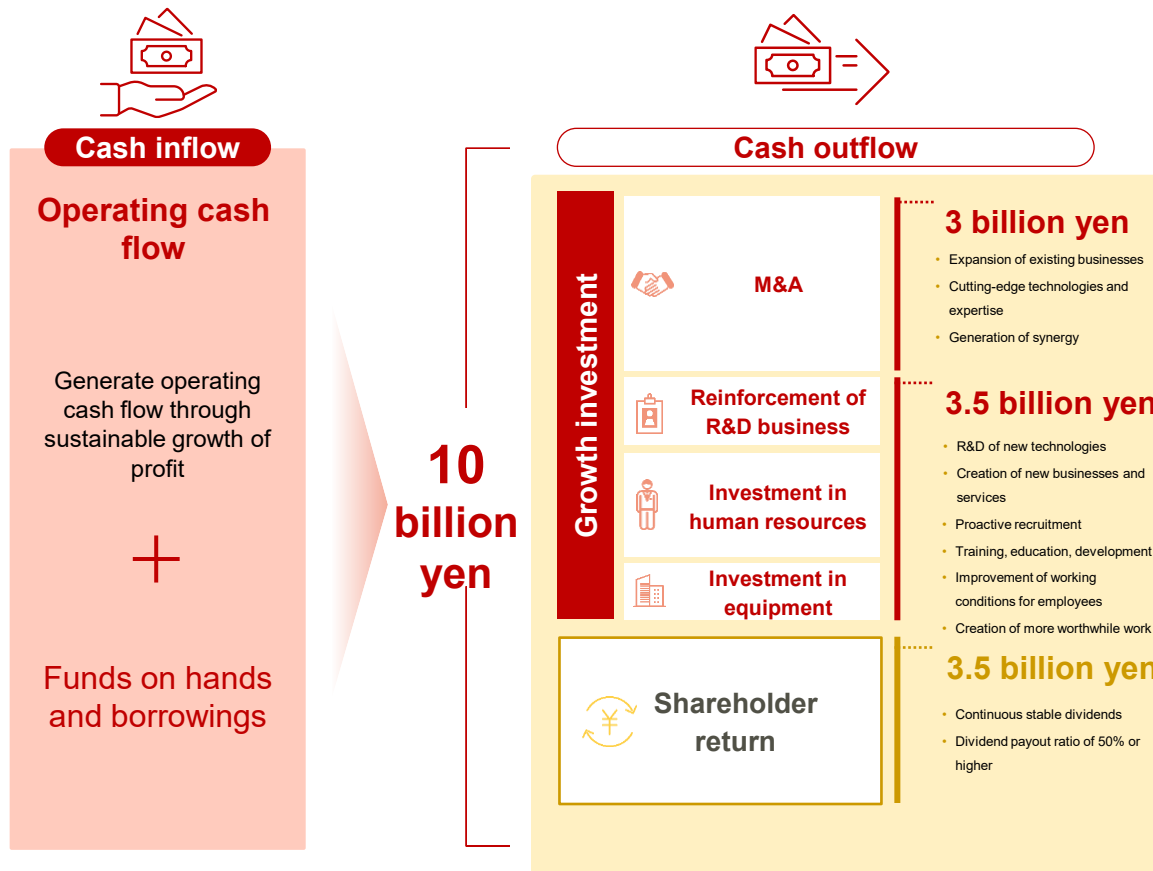 Cash inflow
Operating cash
flow
Generate operating
cash flow through
sustainable growth of
profit
+
Funds on hands
and borrowings
10
billion
yen
Cash outflow
Growth investment
M&A
3 billion yen
• Expansion of existing businesses
• Cutting-edge technologies and
expertise
• Generation of synergy
Reinforcement of
R&D business
Investment in
human resources
Investment in
equipment
3.5 billion yen
• R&D of new technologies
• Creation of new businesses and
services
• Proactive recruitment
• Training, education, development
• Improvement of working
conditions for employees
• Creation of more worthwhile work
Shareholder
return
¥
3.5 billion yen
• Continuous stable dividends
• Dividend payout ratio of 50% or
higher